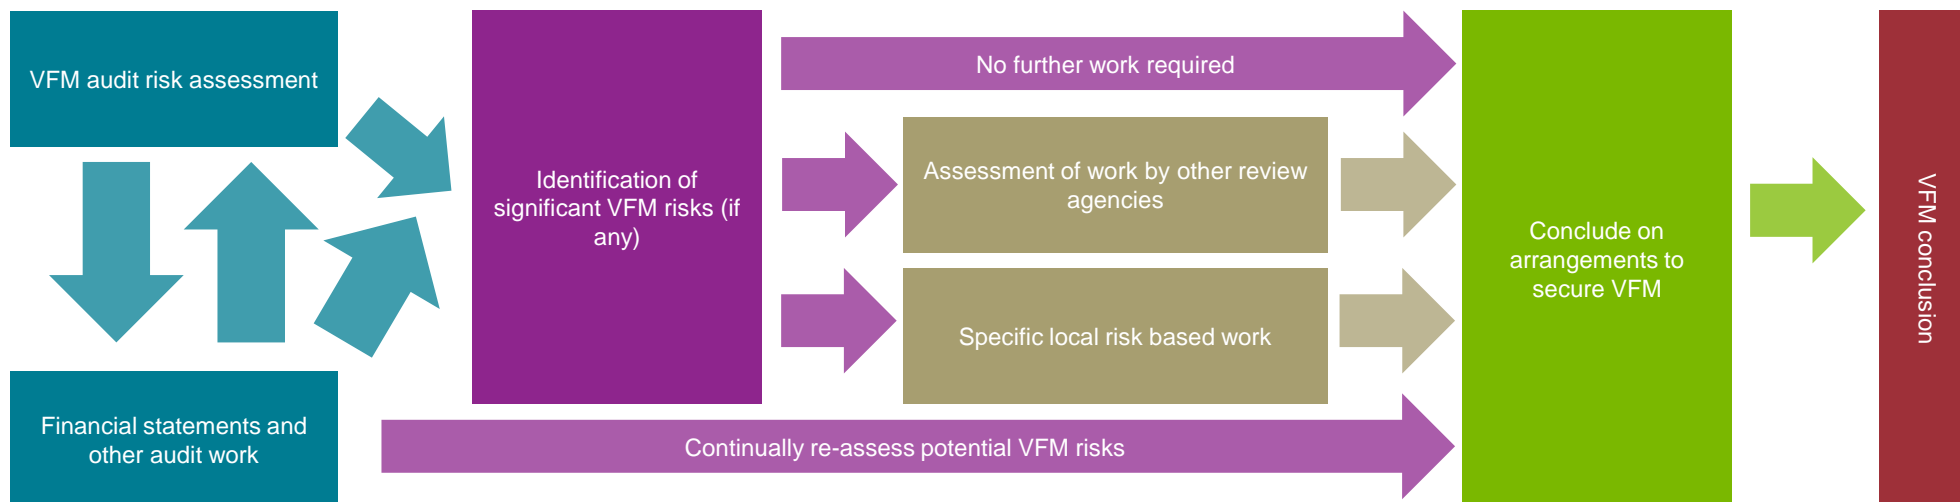 VFM audit risk assessment
Financial statements and
other audit work
Identification of
significant VFM risks (if
any)
No further work required
Assessment of work by other review
agencies
Specific local risk based work
Continually re-assess potential VFM risks
Conclude on
arrangements to
secure VFM
VFM conclusion